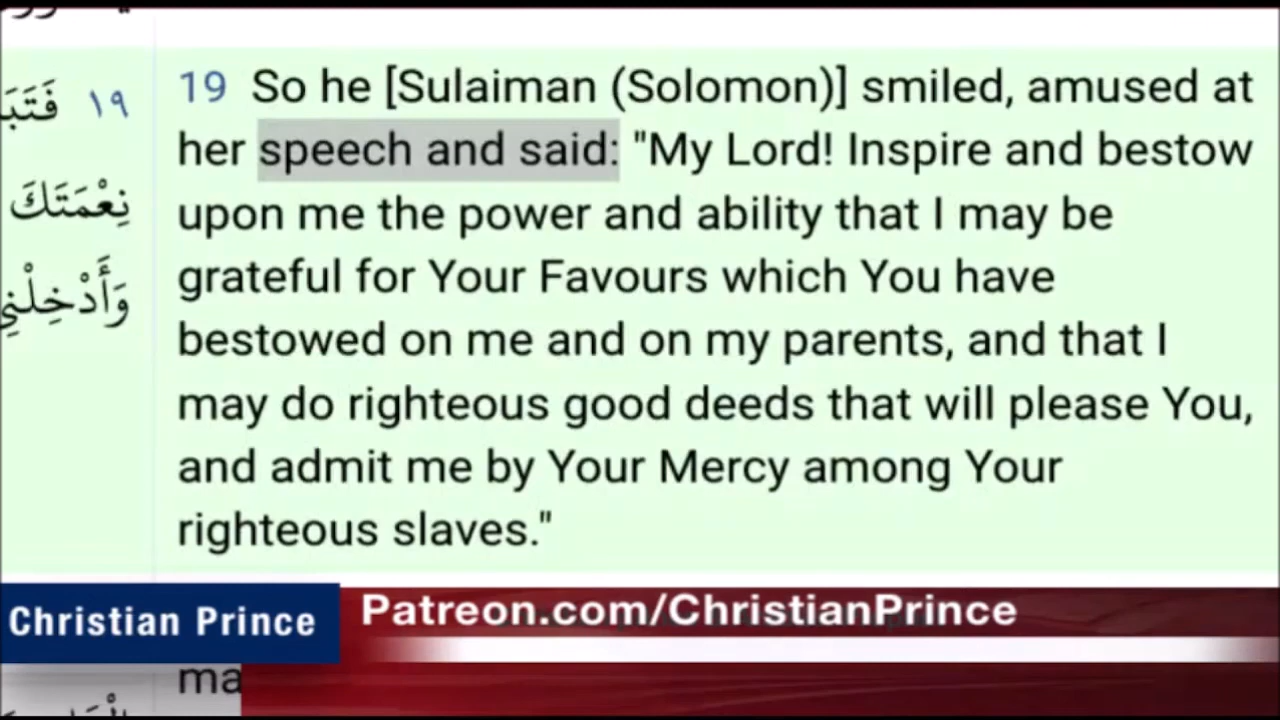 19 So he [Sulaiman (Solomon)] smiled, amused at
her speech and said: "My Lord! Inspire and bestow
upon me the power and ability that I may be
grateful for Your Favours which You have
bestowed on me and on my parents, and that I
may do righteous good deeds that will please You,
and admit me by Your Mercy among Your
righteous slaves."
١٩
نِعْمَتَكَ
Christian Prince
Patreon.com/ChristianPrince
ma